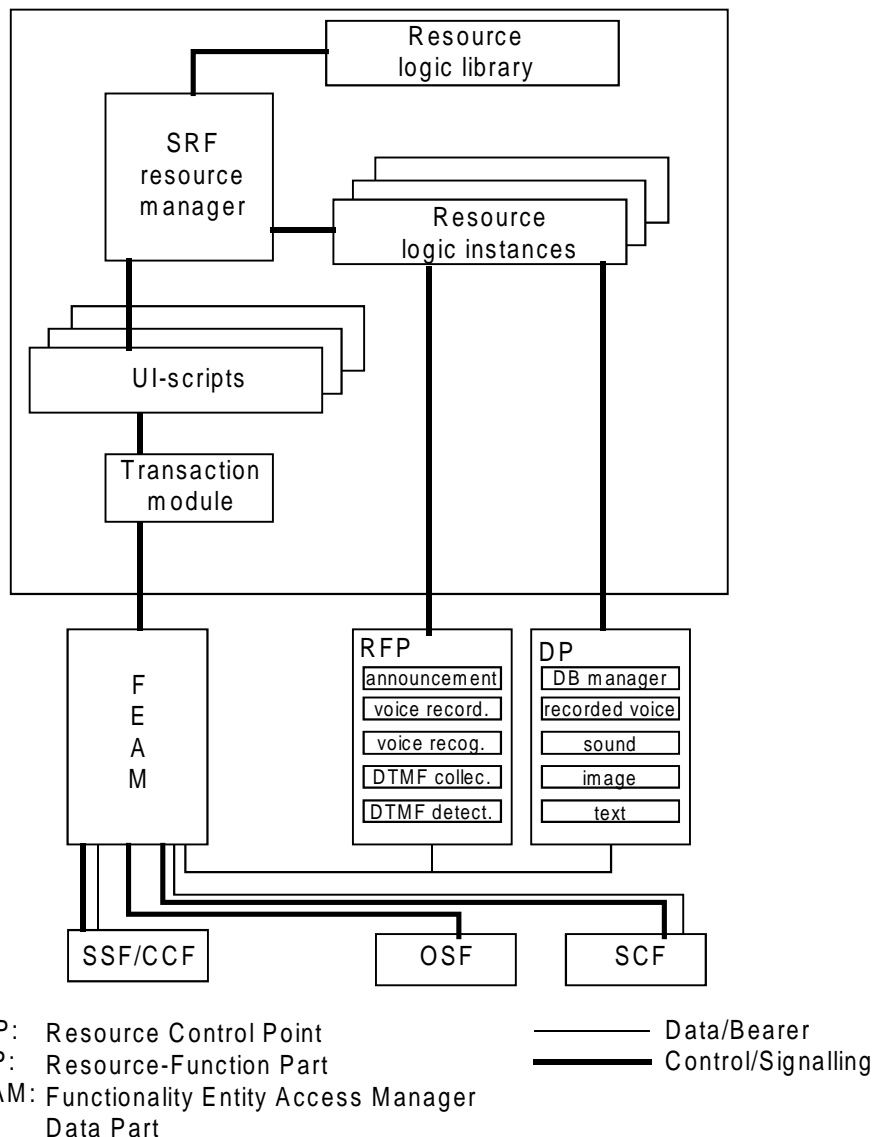 Resource
logic library
SRF
resource
manager
Resource
logic instances
UI-scripts
Transaction
module
F
E
A
M
RFP
announcement
voice record.
voice recog.
DTMF collec.
DTMF detect.
DP
DB manager
recorded voice
sound
image
text
SSF/CCF
OSF
SCF
P: Resource Control Point
P: Resource-Function Part
AM: Functionality Entity Access Manager
Data Part
Data/Bearer
Control/Signalling